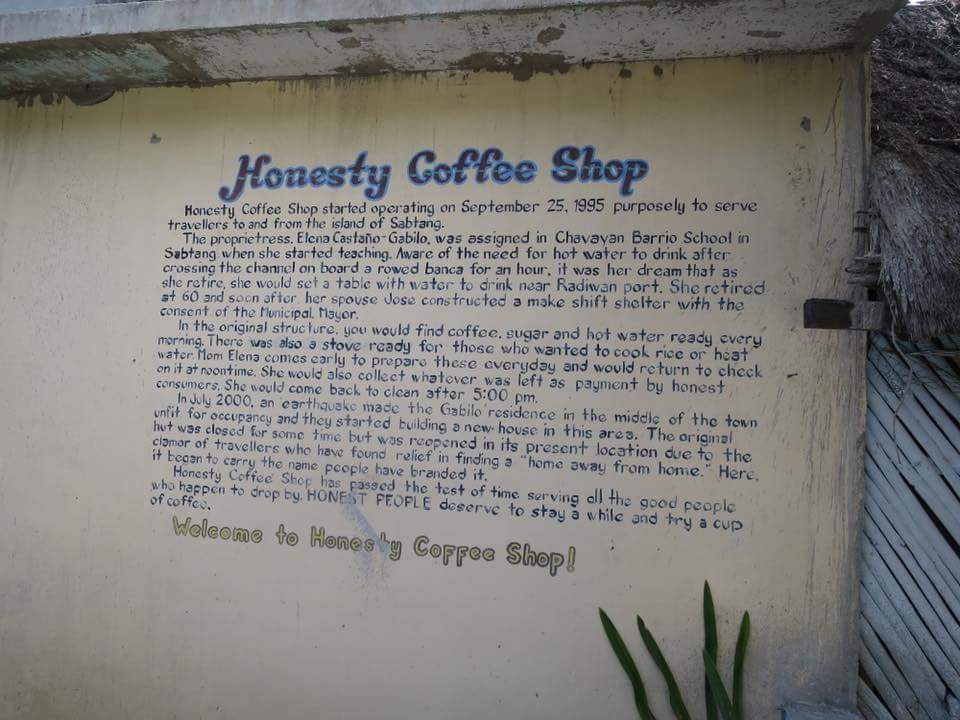 Honesty Coffee Shop
Honesty Coffee Shop started operating on September 25, 1995 purposely to serve
travellers to and from the island of Sabtang.
The proprietress, Elena Castaño-Gabilo, was assigned in Chavayan Barrio School in
Sabtang when she started teaching. Aware of the need for hot water to drink after
crossing the channel on board a rowed banca for an hour, it was her dream that as
she retire, she would set a table with water to drink near Radiwan port. She retired
at 60 and soon after, her spouse Jose constructed a make shift shelter with the
consent of the Municipal Mayor.
In the original structure, you would find coffee, sugar and hot water ready every
morning. There was also a stove ready for those who wanted to cook rice or heat
water. Mom Elena comes early to prepare these everyday and would return to check
on it at noontime. She would also collect whatever was left as payment by honest
consumers. She would come back to clean after 5:00 pm.
In July 2000, an earthquake made the Gabilo residence in the middle of the town
unfit for occupancy and they started building a new house in this area. The original
hut was closed for some time but was reopened in its present location due to the
clamor of travellers who have found relief in finding a "home away from home." Here,
it began to carry the name people have branded it.
Honesty Coffee Shop has passed the test of time serving all the good people
who happen to drop by. HONEST PEOPLE deserve to stay a while and try a cup
of coffee.
Welcome to Honesty Coffee Shop!